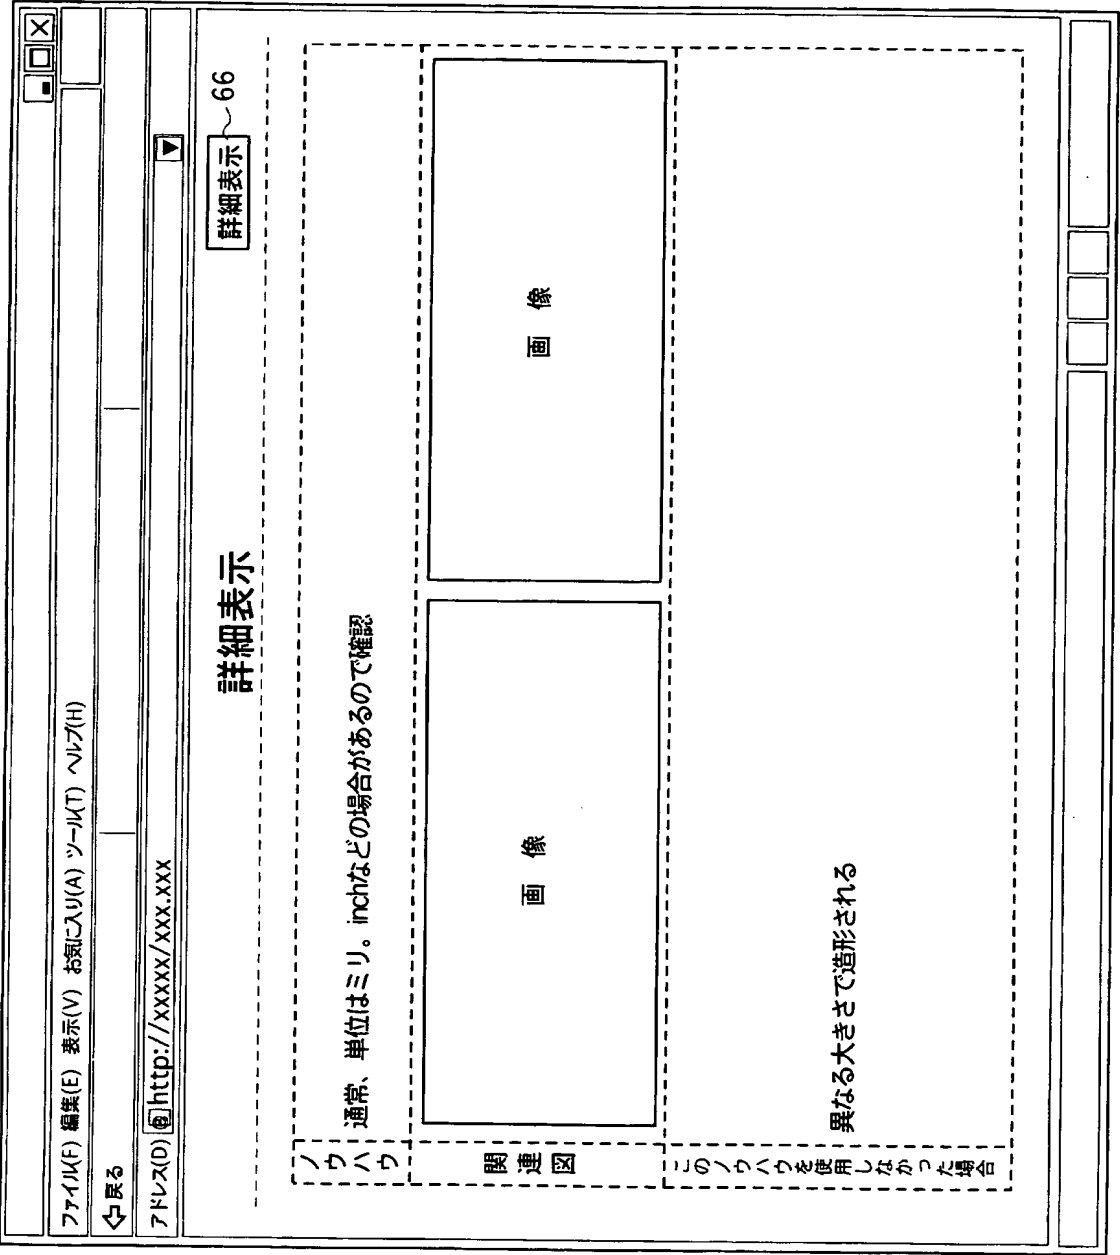 ファイル(F) 編集(E) 表示(V) お気に入り(A) ツール(T) ヘルプ(H)
戻る
アドレス(D) @http://xxxxx/xxx.xxx
詳細表示
詳細表示 66
ノウハウ
通常、単位はミリ。inchなどの場合があるので確認
関連図
画像
画像
このノウハウを使用しなかった場合
異なる大きさで造形される